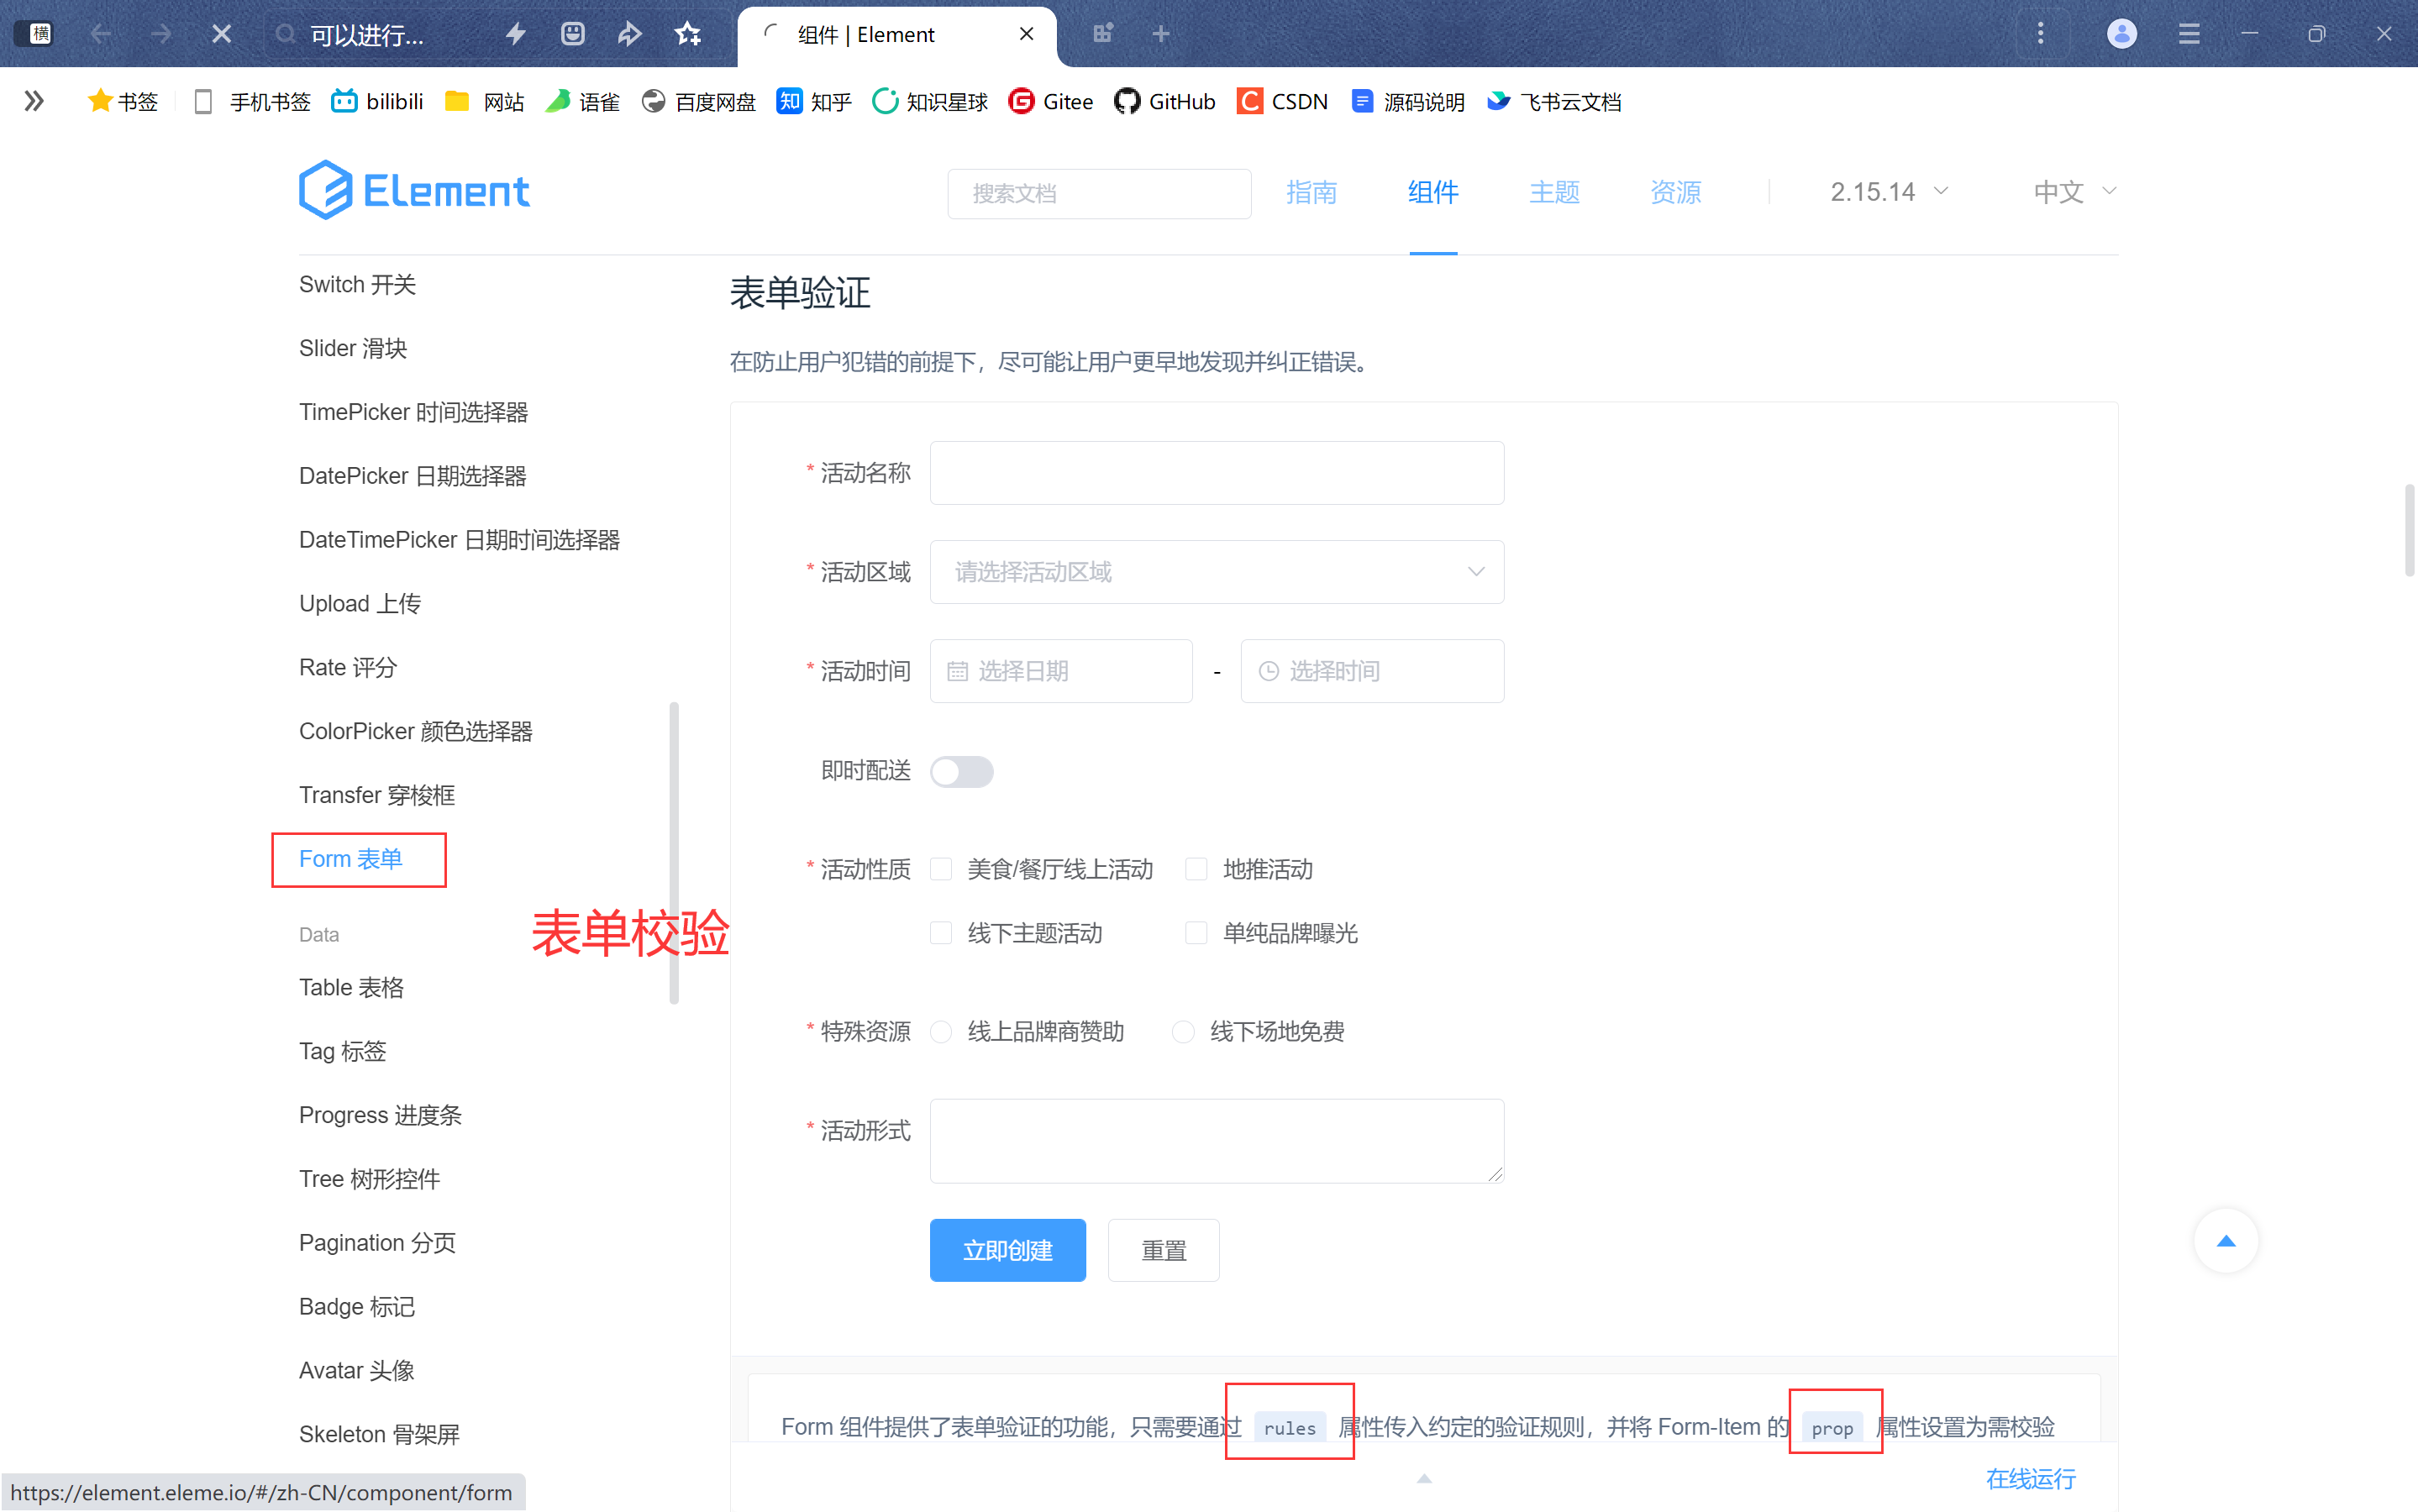 横
可以进行...
组件 | Element
书签
手机书签
bilibili
网站
语雀
百度网盘
知 知乎
知识星球
Gitee
GitHub
CSDN
源码说明
飞书云文档
Element
搜索文档
指南
组件
主题
资源
2.15.14
中文
Switch 开关
Slider 滑块
TimePicker 时间选择器
DatePicker 日期选择器
DateTimePicker 日期时间选择器
Upload 上传
Rate 评分
ColorPicker 颜色选择器
Transfer 穿梭框
Form 表单
Data
Table 表格
Tag 标签
Progress 进度条
Tree 树形控件
Pagination 分页
Badge 标记
Avatar 头像
Skeleton 骨架屏
表单校验
表单验证
在防止用户犯错的前提下，尽可能让用户更早地发现并纠正错误。
* 活动名称
* 活动区域 请选择活动区域
* 活动时间 选择日期 - 选择时间
即时配送
* 活动性质 美食/餐厅线上活动 地推活动
线下主题活动 单纯品牌曝光
* 特殊资源 线上品牌商赞助 线下场地免费
* 活动形式
立即创建 重置
Form 组件提供了表单验证的功能，只需要通过 rules 属性传入约定的验证规则，并将 Form-Item 的 prop 属性设置为需校验
在线运行
https://element.eleme.io/#/zh-CN/component/form